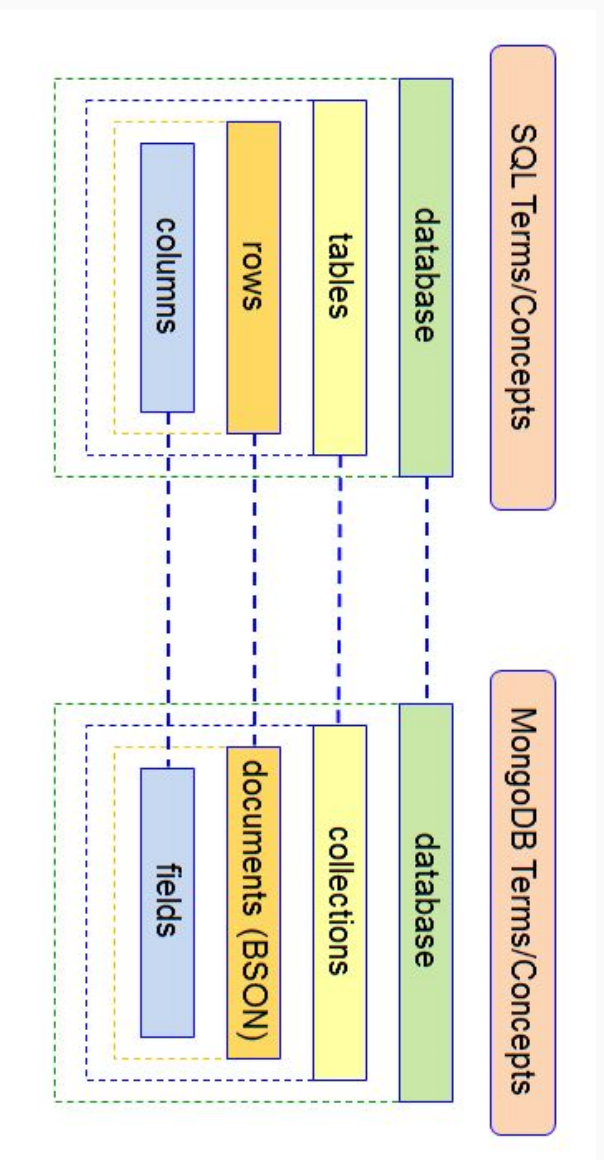 SQL Terms/Concepts
database
tables
rows
columns
MongoDB Terms/Concepts
database
collections
documents (BSON)
fields